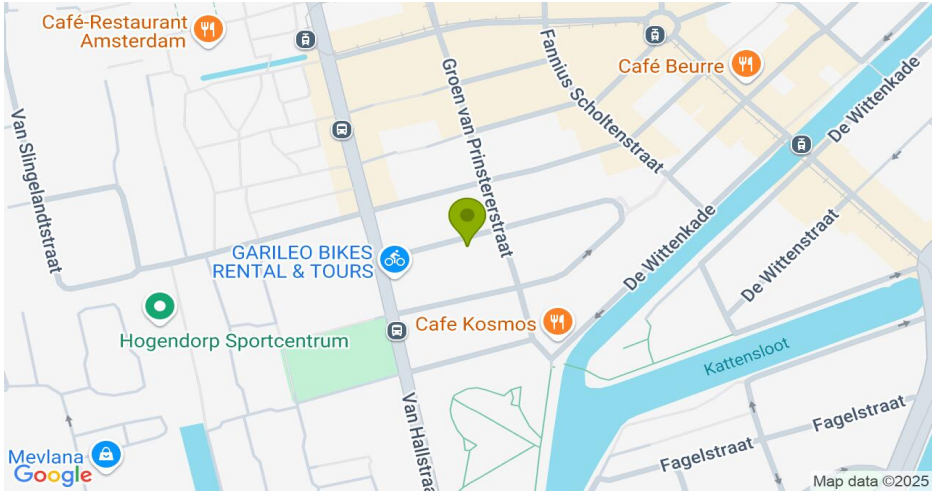 Café-Restaurant
Amsterdam
Café Beurre
Groen van Prinstererstraat
Fannius Scholtenstraat
De Wittenkade
Van Slingelandtstraat
De Wittenkade
De Wittenstraat
GARILEO BIKES
RENTAL & TOURS
Cafe Kosmos
Hogendorp Sportcentrum
Kattensloot
Van Hallstraat
Fagelstraat
Fagelstraat
Mevlana
Google
Map data ©2025